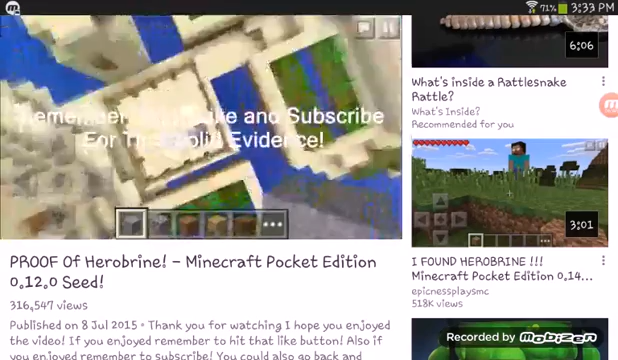 71% 3:33 PM
Remember Like and Subscribe
For The Evidence!
6:06
What's inside a Rattlesnake
Rattle?
What's Inside?
Recommended for you
3:01
I FOUND HEROBRINE !!!
Minecraft Pocket Edition 0.14...
epicnessplaysmc
518K views
PROOF Of Herobrine! - Minecraft Pocket Edition
0.12.0 Seed!
316,547 views
Published on 8 Jul 2015 • Thank you for watching I hope you enjoyed
the video! If you enjoyed remember to hit that like button! Also if
you enjoyed remember to subscribe! You could also go back and
Recorded by mobizen